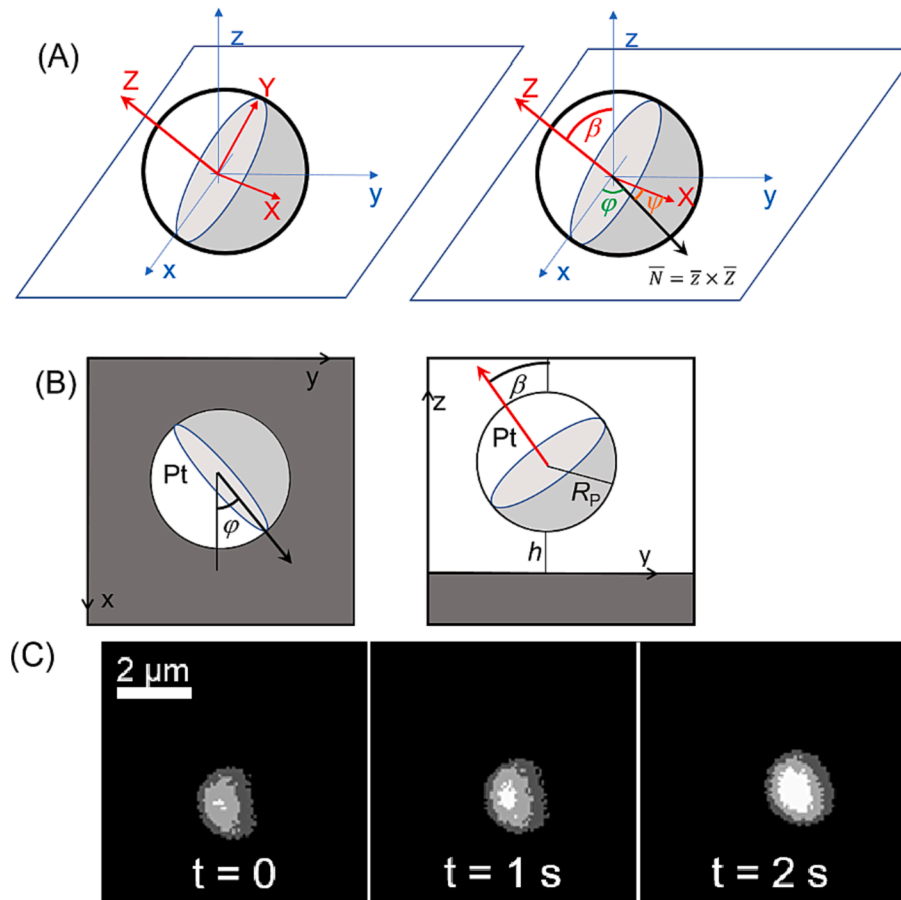 (A)
z
Z
Y
y
X
x
z
Z
β
y
X
φ
ψ
x
N̅ = z̅ × Z̅
(B)
y
Pt
φ
x
β
z
Pt
R_P
h
y
(C)
2 μm
t = 0
t = 1 s
t = 2 s